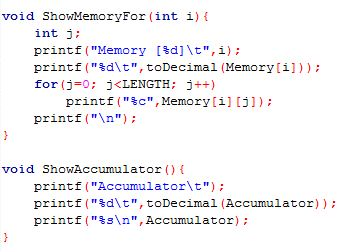 void ShowMemoryFor(int i){
    int j;
    printf("Memory [%d]\t",i);
    printf("%d\t",toDecimal(Memory[i]));
    for(j=0; j<LENGTH; j++)
        printf("%c",Memory[i][j]);
    printf("\n");
}

void ShowAccumulator(){
    printf("Accumulator\t");
    printf("%d\t",toDecimal(Accumulator));
    printf("%s\n",Accumulator);
}